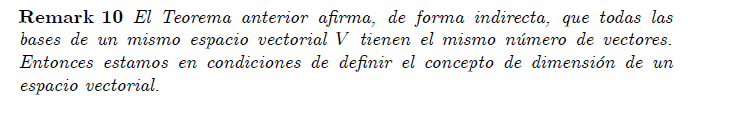 Remark 10 El Teorema anterior afirma, de forma indirecta, que todas las
bases de un mismo espacio vectorial V tienen el mismo número de vectores.
Entonces estamos en condiciones de definir el concepto de dimensión de un
espacio vectorial.